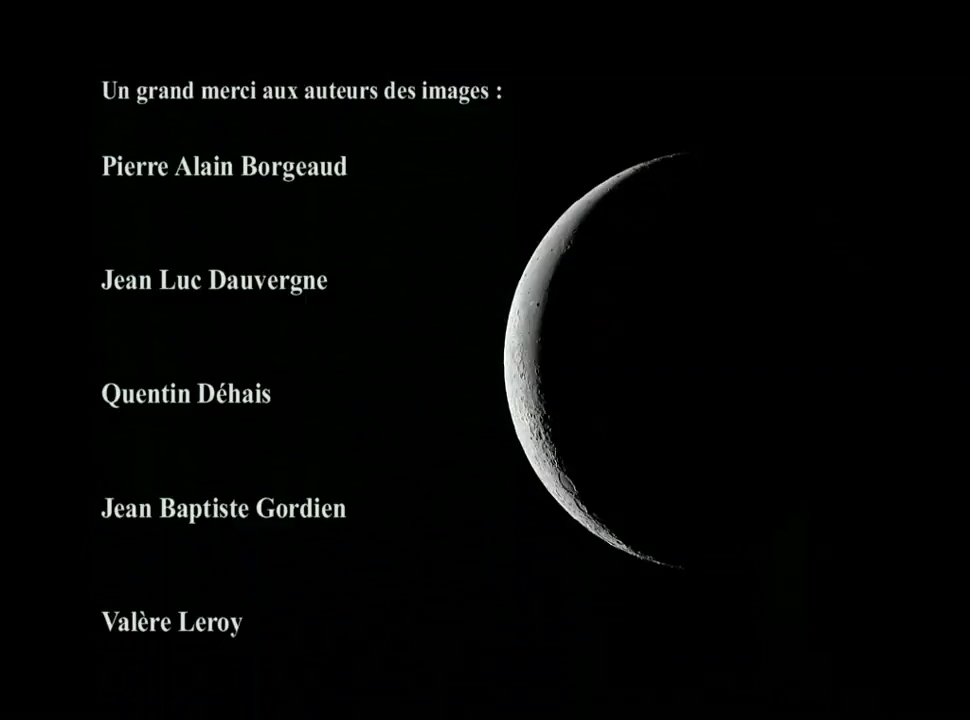 Un grand merci aux auteurs des images :
Pierre Alain Borgeaud
Jean Luc Dauvergne
Quentin Déhais
Jean Baptiste Gordien
Valère Leroy